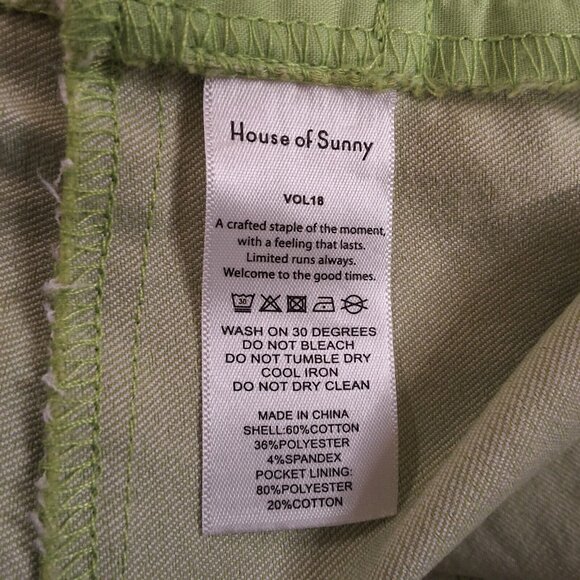 House of Sunny
VOL18
A crafted staple of the moment,
with a feeling that lasts.
Limited runs always.
Welcome to the good times.
30
WASH ON 30 DEGREES
DO NOT BLEACH
DO NOT TUMBLE DRY
COOL IRON
DO NOT DRY CLEAN
MADE IN CHINA
SHELL:60%COTTON
36%POLYESTER
4%SPANDEX
POCKET LINING:
80%POLYESTER
20%COTTON